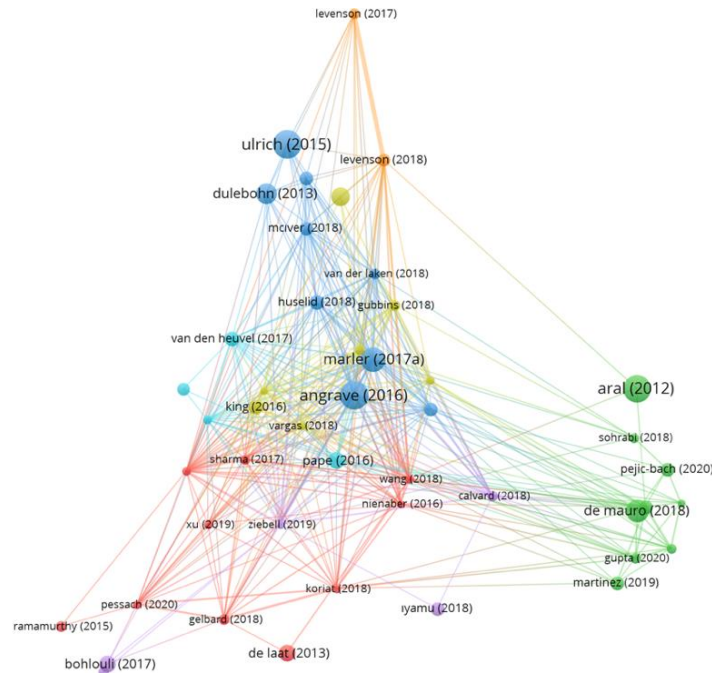 levenson (2017)
ulrich (2015)
levenson (2018)
dulebohn (2013)
mciver (2018)
van der laken (2018)
huselid (2018)
gubbins (2018)
van den heuvel (2017)
marler (2017a)
aral (2012)
angrave (2016)
king (2016)
vargas (2018)
sohrabi (2018)
sharma (2017)
pape (2016)
pejic-bach (2020)
wang (2018)
calvard (2018)
nienaber (2016)
de mauro (2018)
xu (2019)
ziebell (2019)
gupta (2020)
martinez (2019)
koriat (2018)
pessach (2020)
iyamu (2018)
gelbard (2018)
ramamurthy (2015)
de laat (2013)
bohlouli (2017)